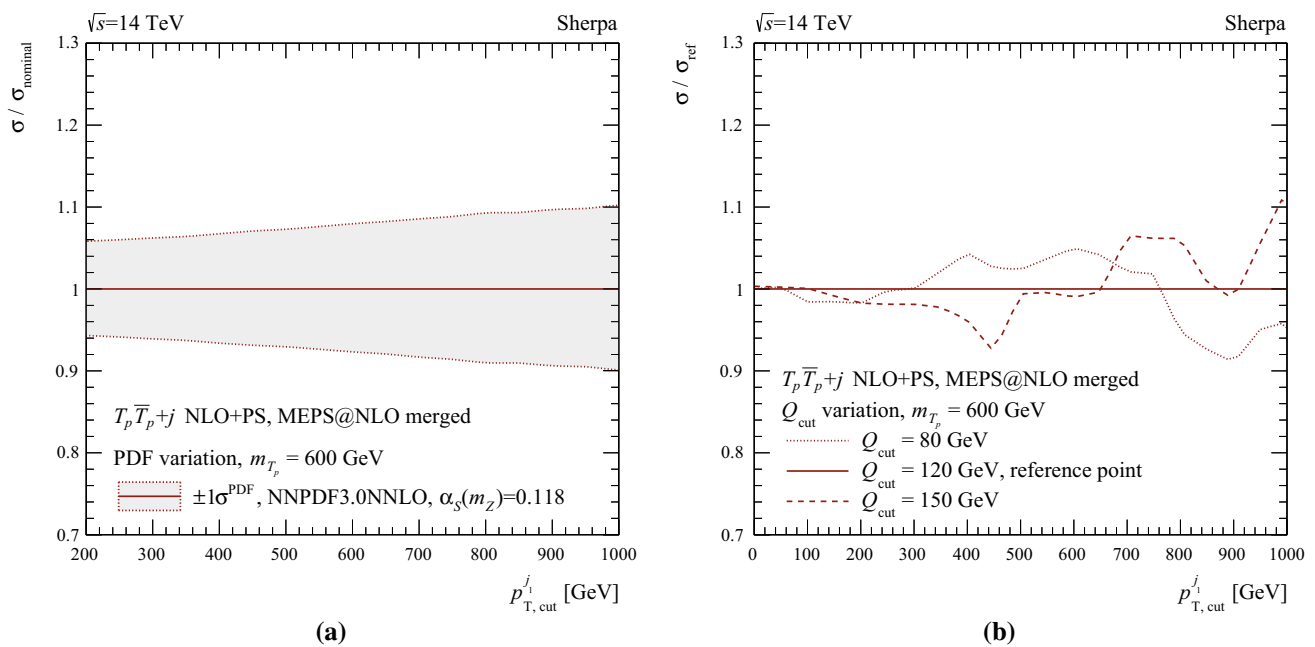 √s=14 TeV Sherpa
σ / σnominal
1.3
1.2
1.1
1
0.9
0.8
0.7
200 300 400 500 600 700 800 900 1000
TpT̅p+j NLO+PS, MEPS@NLO merged
PDF variation, mTp = 600 GeV
±1σPDF, NNPDF3.0NNLO, αS(mZ)=0.118
pj1T, cut [GeV]
(a)
√s=14 TeV Sherpa
σ / σref
1.3
1.2
1.1
1
0.9
0.8
0.7
0 100 200 300 400 500 600 700 800 900 1000
TpT̅p+j NLO+PS, MEPS@NLO merged
Qcut variation, mTp = 600 GeV
Qcut = 80 GeV
Qcut = 120 GeV, reference point
Qcut = 150 GeV
pj1T, cut [GeV]
(b)